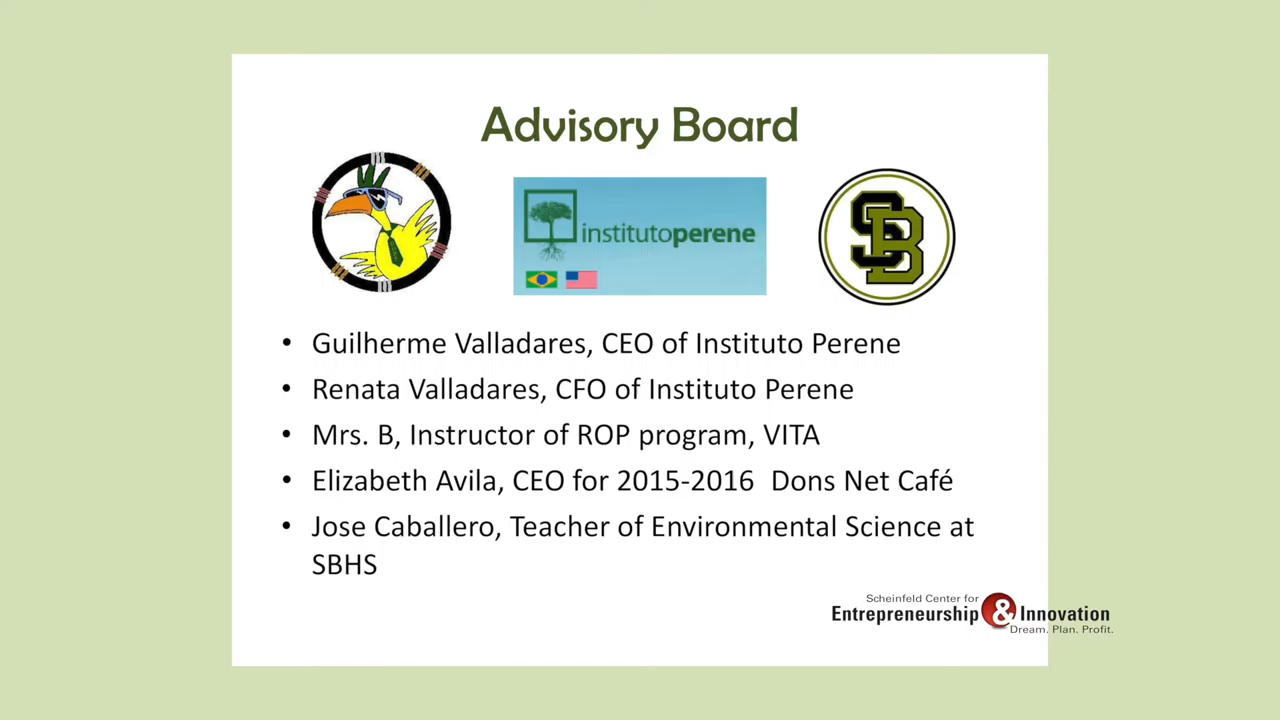 Advisory Board
institutoperene
SB
• Guilherme Valladares, CEO of Instituto Perene
• Renata Valladares, CFO of Instituto Perene
• Mrs. B, Instructor of ROP program, VITA
• Elizabeth Avila, CEO for 2015-2016  Dons Net Café
• Jose Caballero, Teacher of Environmental Science at
SBHS
Scheinfeld Center for
Entrepreneurship & Innovation
Dream. Plan. Profit.